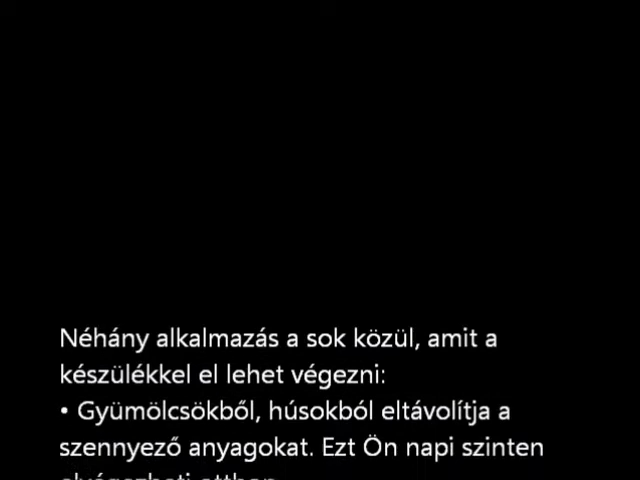 Néhány alkalmazás a sok közül, amit a
készülékkel el lehet végezni:
• Gyümölcsökből, húsokból eltávolítja a
szennyező anyagokat. Ezt Ön napi szinten